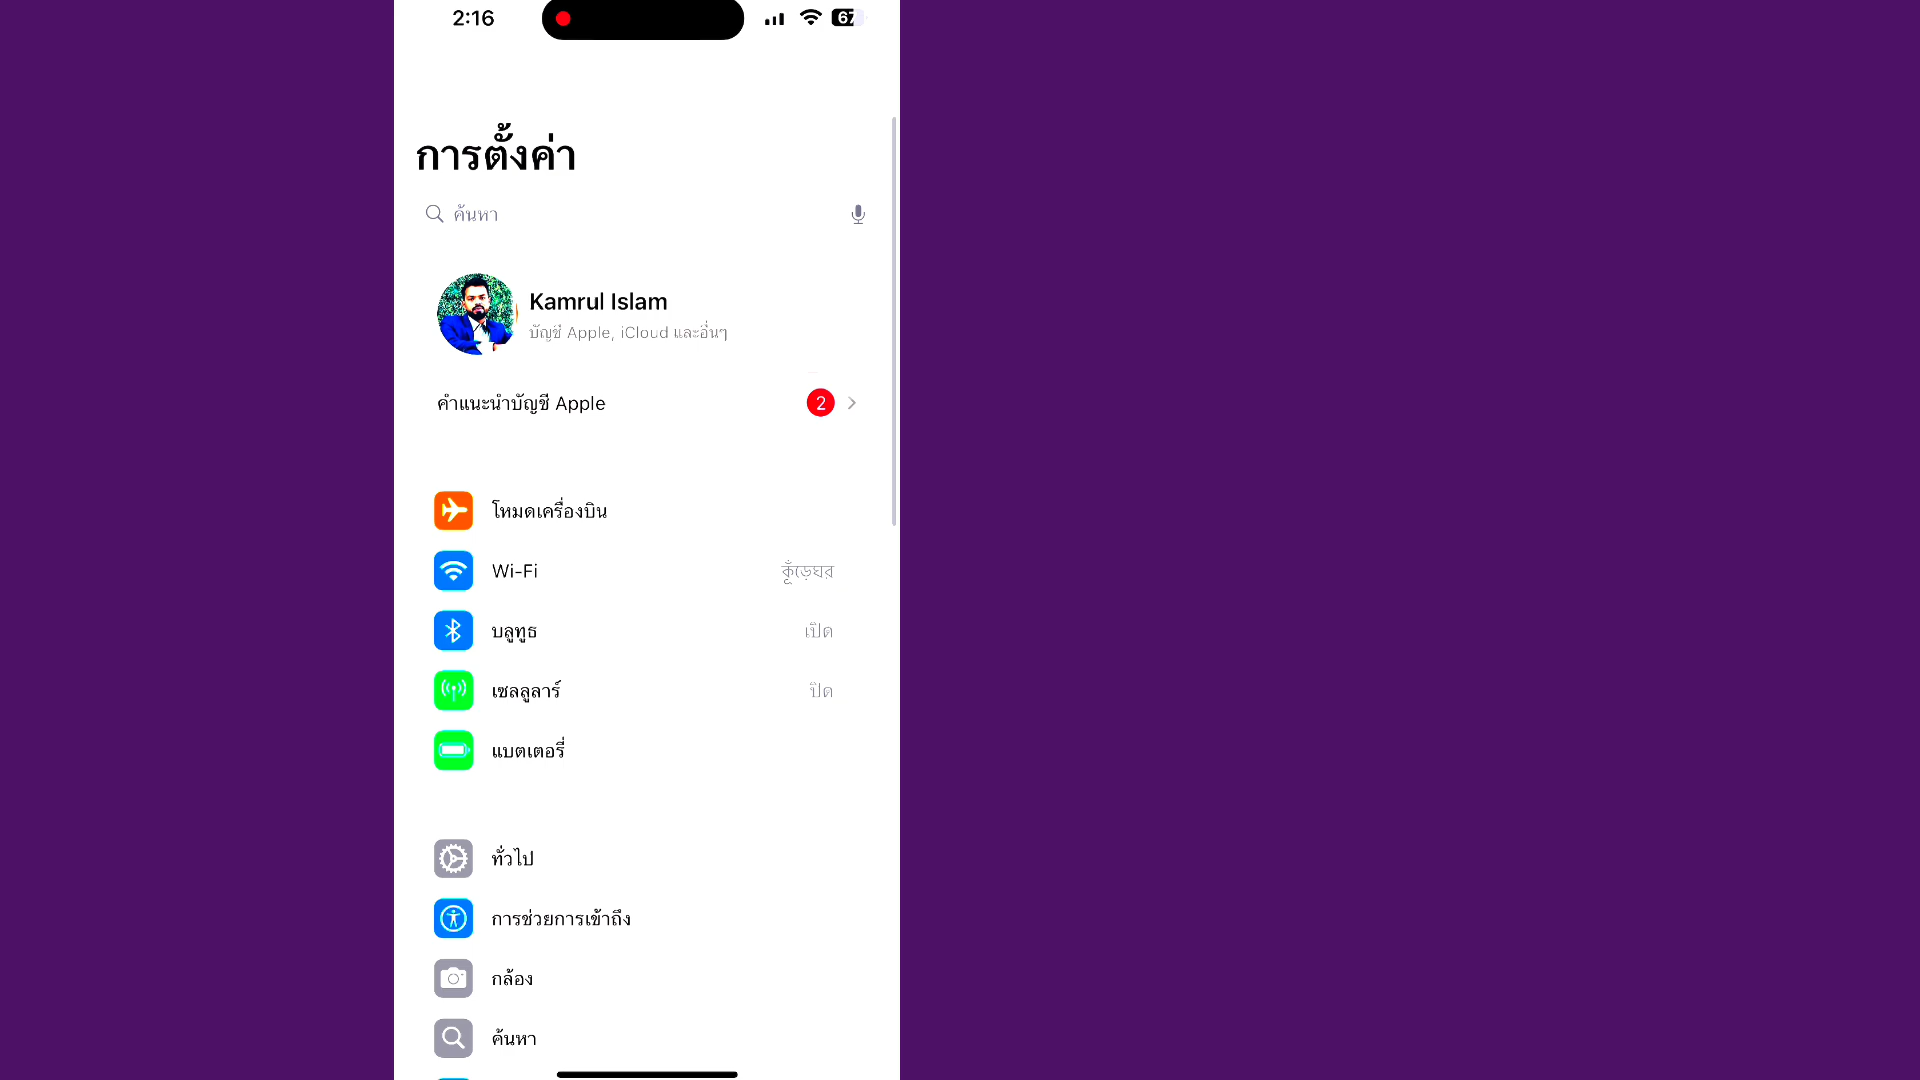 2:16
67
การตั้งค่า
ค้นหา
Kamrul Islam
บัญชี Apple, iCloud และอื่นๆ
คำแนะนำบัญชี Apple 2
โหมดเครื่องบิน
Wi-Fi কুঁড়েঘর
บลูทูธ เปิด
เซลลูลาร์ ปิด
แบตเตอรี่
ทั่วไป
การช่วยการเข้าถึง
กล้อง
ค้นหา